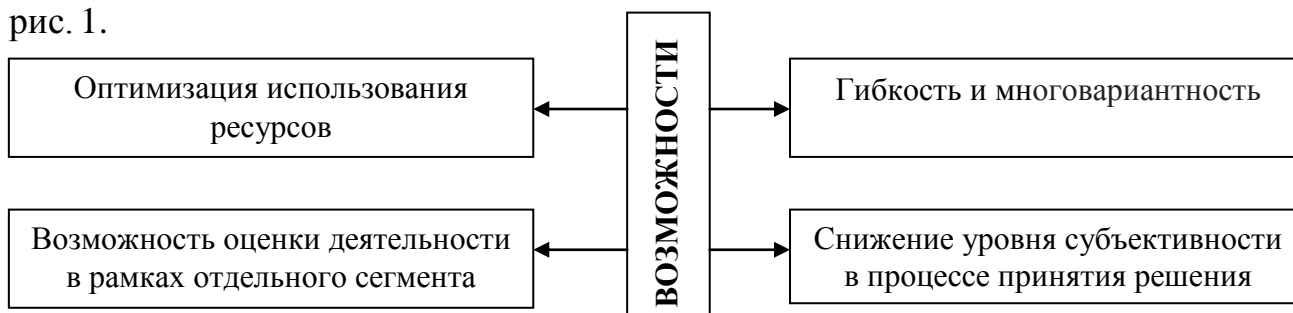 рис. 1.
Оптимизация использования
ресурсов
ВОЗМОЖНОСТИ
Гибкость и многовариантность
Возможность оценки деятельности
в рамках отдельного сегмента
Снижение уровня субъективности
в процессе принятия решения